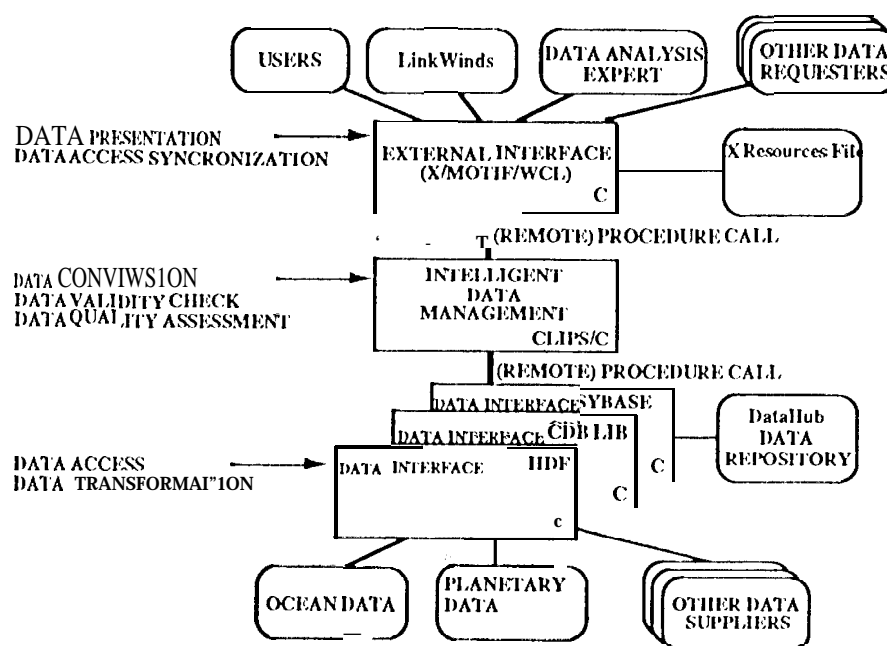 USERS
LinkWinds
DATA ANALYSIS
EXPERT
OTHER DATA
REQUESTERS
DATA PRESENTATION
DATA ACCESS SYNCRONIZATION
EXTERNAL INTERFACE
(X/MOTIF/WCL)
C
X Resources File
(REMOTE) PROCEDURE CALL
DATA CONVIWS1ON
DATA VALIDITY CHECK
DATA QUALITY ASSESSMENT
INTELLIGENT
DATA
MANAGEMENT
CLIPS/C
(REMOTE) PROCEDURE CALL
DATA INTERFACE SYBASE
C
DATA INTERFACE CDB LIB
C
DATA INTERFACE HDF
c
DataHub
DATA
REPOSITORY
DATA ACCESS
DATA TRANSFORMAI"1ON
OCEAN DATA
PLANETARY
DATA
OTHER DATA
SUPPLIERS